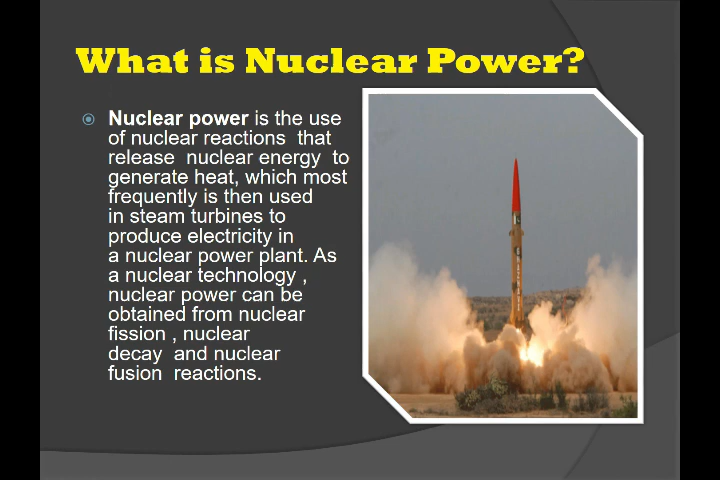 What is Nuclear Power?
Nuclear power is the use
of nuclear reactions that
release nuclear energy to
generate heat, which most
frequently is then used
in steam turbines to
produce electricity in
a nuclear power plant. As
a nuclear technology ,
nuclear power can be
obtained from nuclear
fission , nuclear
decay and nuclear
fusion reactions.